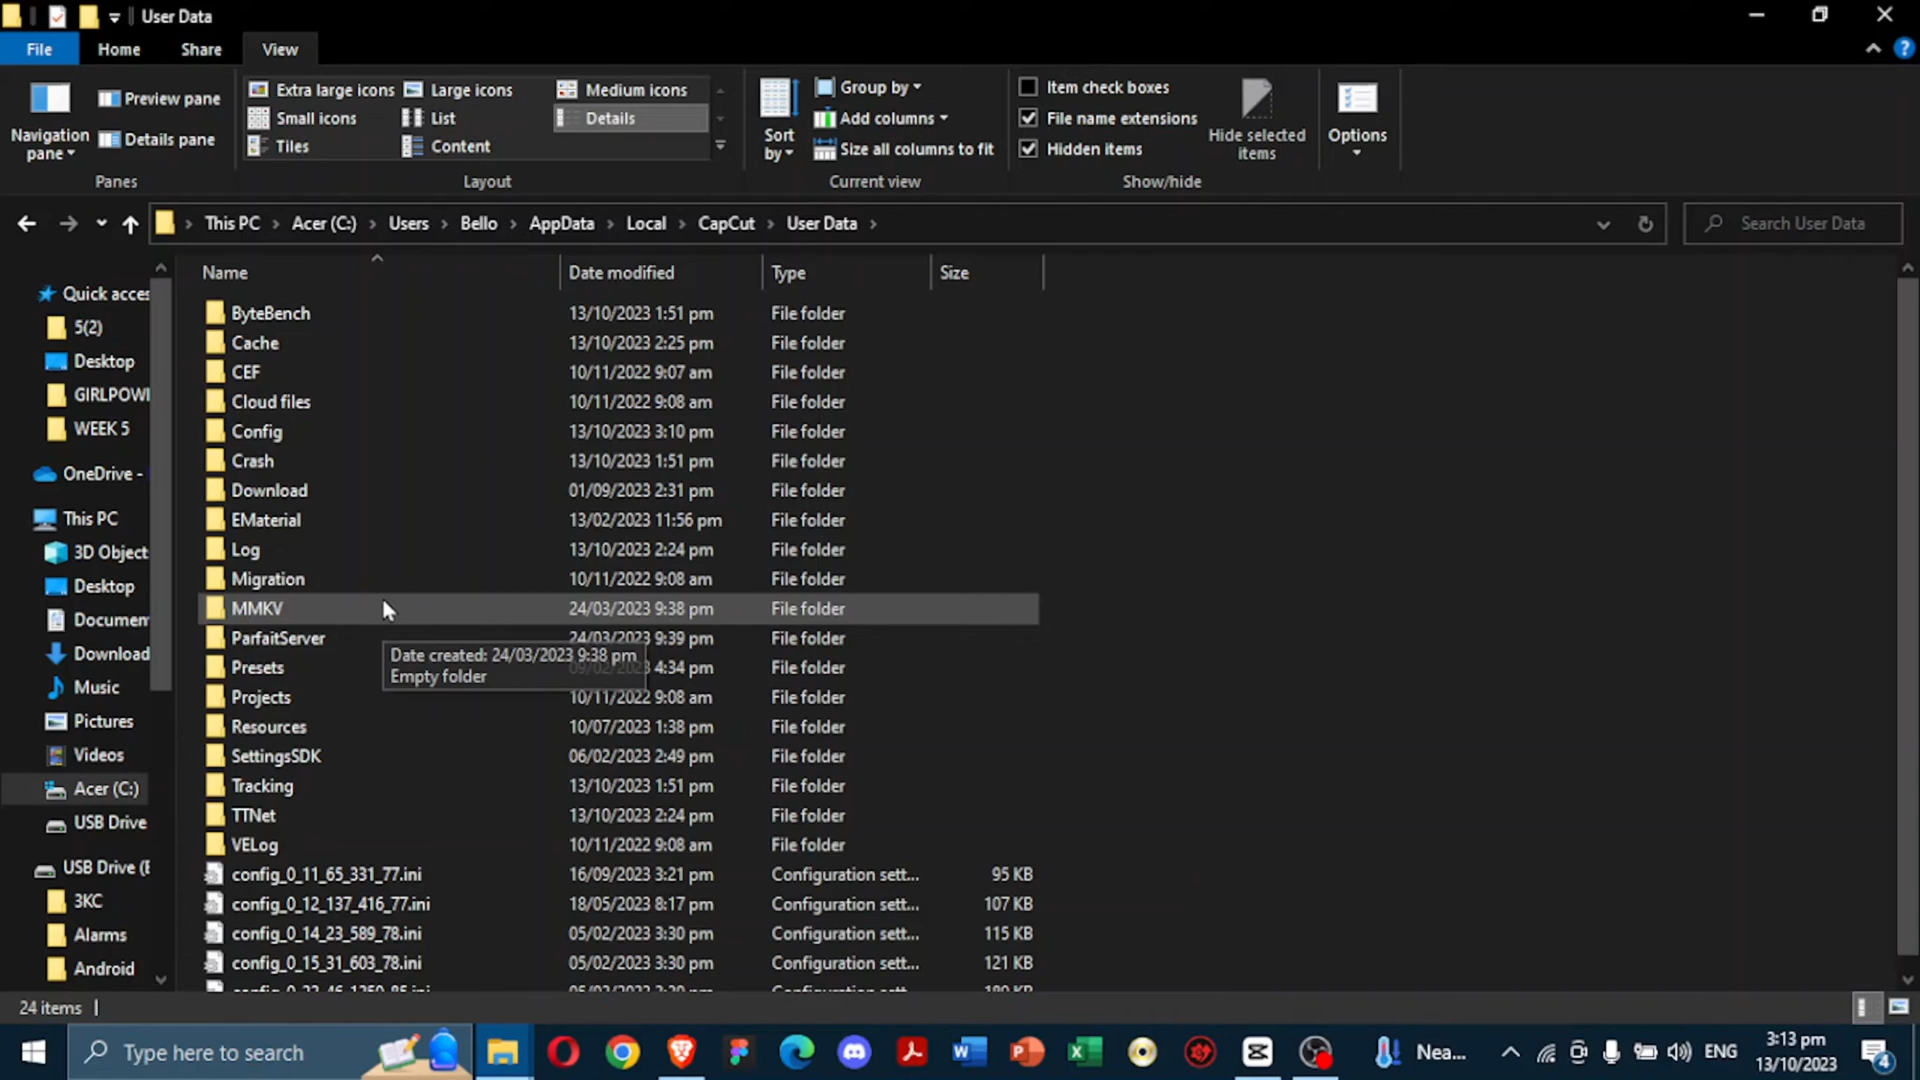 User Data
File Home Share View
Navigation pane
Preview pane
Details pane
Panes
Extra large icons Large icons Medium icons
Small icons List Details
Tiles Content
Layout
Sort by
Group by
Add columns
Size all columns to fit
Current view
Item check boxes
File name extensions
Hidden items
Hide selected items
Show/hide
Options
This PC Acer (C:) Users Bello AppData Local CapCut User Data
Search User Data
Quick acces
5(2)
Desktop
GIRLPOWI
WEEK 5
OneDrive -
This PC
3D Object
Desktop
Documen
Download
Music
Pictures
Videos
Acer (C:)
USB Drive
USB Drive (E
3KC
Alarms
Android
Name Date modified Type Size
ByteBench 13/10/2023 1:51 pm File folder
Cache 13/10/2023 2:25 pm File folder
CEF 10/11/2022 9:07 am File folder
Cloud files 10/11/2022 9:08 am File folder
Config 13/10/2023 3:10 pm File folder
Crash 13/10/2023 1:51 pm File folder
Download 01/09/2023 2:31 pm File folder
EMaterial 13/02/2023 11:56 pm File folder
Log 13/10/2023 2:24 pm File folder
Migration 10/11/2022 9:08 am File folder
MMKV 24/03/2023 9:38 pm File folder
ParfaitServer 24/03/2023 9:39 pm File folder
Date created: 24/03/2023 9:38 pm
Empty folder
Presets 09/02/2023 4:34 pm File folder
Projects 10/11/2022 9:08 am File folder
Resources 10/07/2023 1:38 pm File folder
SettingsSDK 06/02/2023 2:49 pm File folder
Tracking 13/10/2023 1:51 pm File folder
TTNet 13/10/2023 2:24 pm File folder
VELog 10/11/2022 9:08 am File folder
config_0_11_65_331_77.ini 16/09/2023 3:21 pm Configuration sett... 95 KB
config_0_12_137_416_77.ini 18/05/2023 8:17 pm Configuration sett... 107 KB
config_0_14_23_589_78.ini 05/02/2023 3:30 pm Configuration sett... 115 KB
config_0_15_31_603_78.ini 05/02/2023 3:30 pm Configuration sett... 121 KB
24 items
Type here to search
Nea...
ENG
3:13 pm
13/10/2023
4